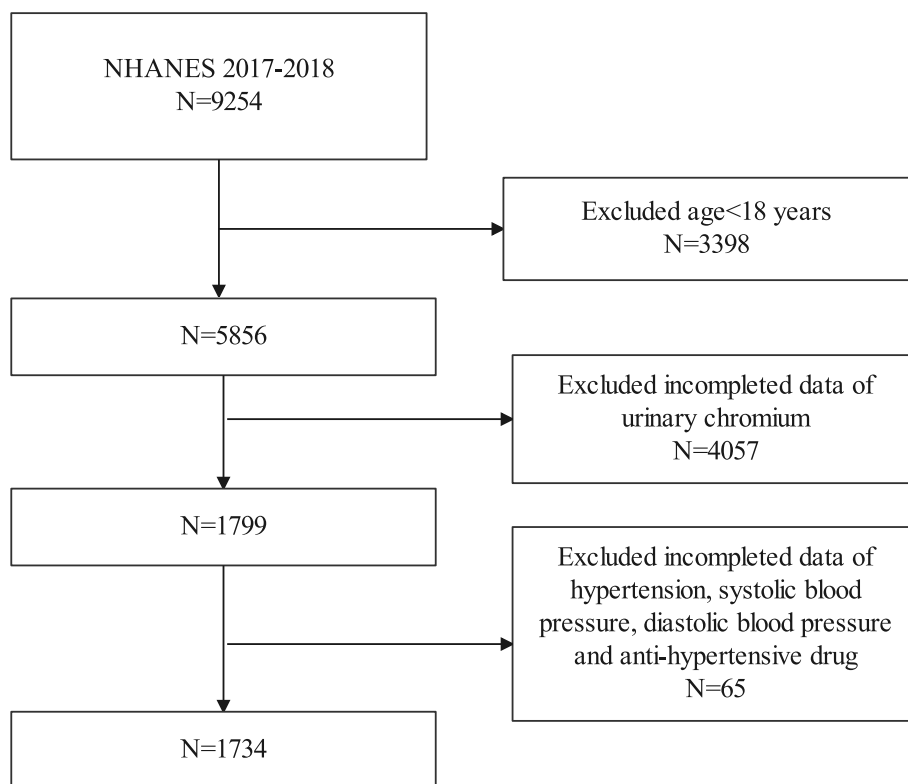 NHANES 2017-2018
N=9254
Excluded age<18 years
N=3398
N=5856
Excluded incompleted data of
urinary chromium
N=4057
N=1799
Excluded incompleted data of
hypertension, systolic blood
pressure, diastolic blood pressure
and anti-hypertensive drug
N=65
N=1734